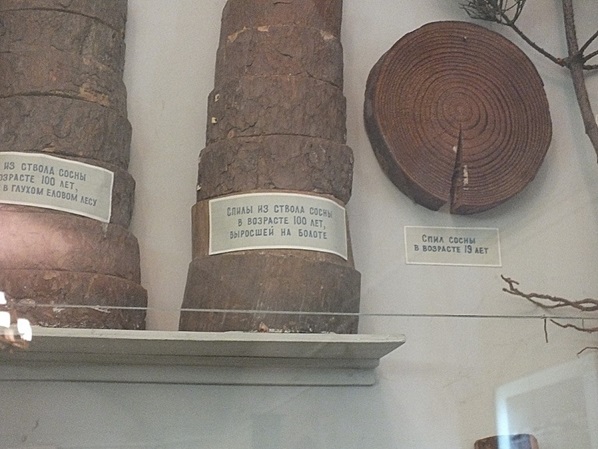 ИЗ СТВОЛА СОСНЫ
ВОЗРАСТЕ 100 ЛЕТ,
В ГЛУХОМ ЕЛОВОМ ЛЕСУ
СПИЛЫ ИЗ СТВОЛА СОСНЫ
В ВОЗРАСТЕ 100 ЛЕТ,
ВЫРОСШЕЙ НА БОЛОТЕ
СПИЛ СОСНЫ
В ВОЗРАСТЕ 19 ЛЕТ